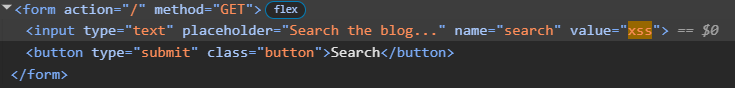 ▼<form action="/" method="GET"> flex
<input type="text" placeholder="Search the blog..." name="search" value="xss"> == $0
<button type="submit" class="button">Search</button>
</form>